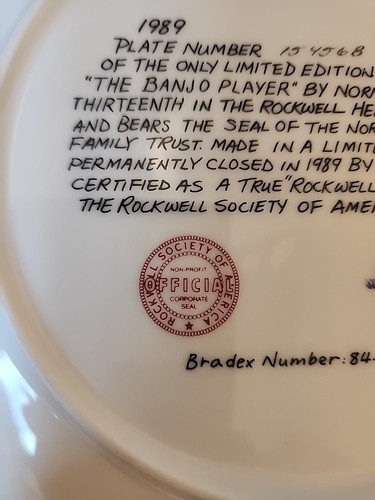 1989
PLATE NUMBER 15456B
OF THE ONLY LIMITED EDITION
"THE BANJO PLAYER" BY NOR
THIRTEENTH IN THE ROCKWELL HE
AND BEARS THE SEAL OF THE NOR
FAMILY TRUST. MADE IN A LIMIT
PERMANENTLY CLOSED IN 1989 BY
CERTIFIED AS A TRUE "ROCKWELL
THE ROCKWELL SOCIETY OF AMER
ROCKWELL SOCIETY OF AMERICA
NON-PROFIT
OFFICIAL
CORPORATE
SEAL
Bradex Number: 84-